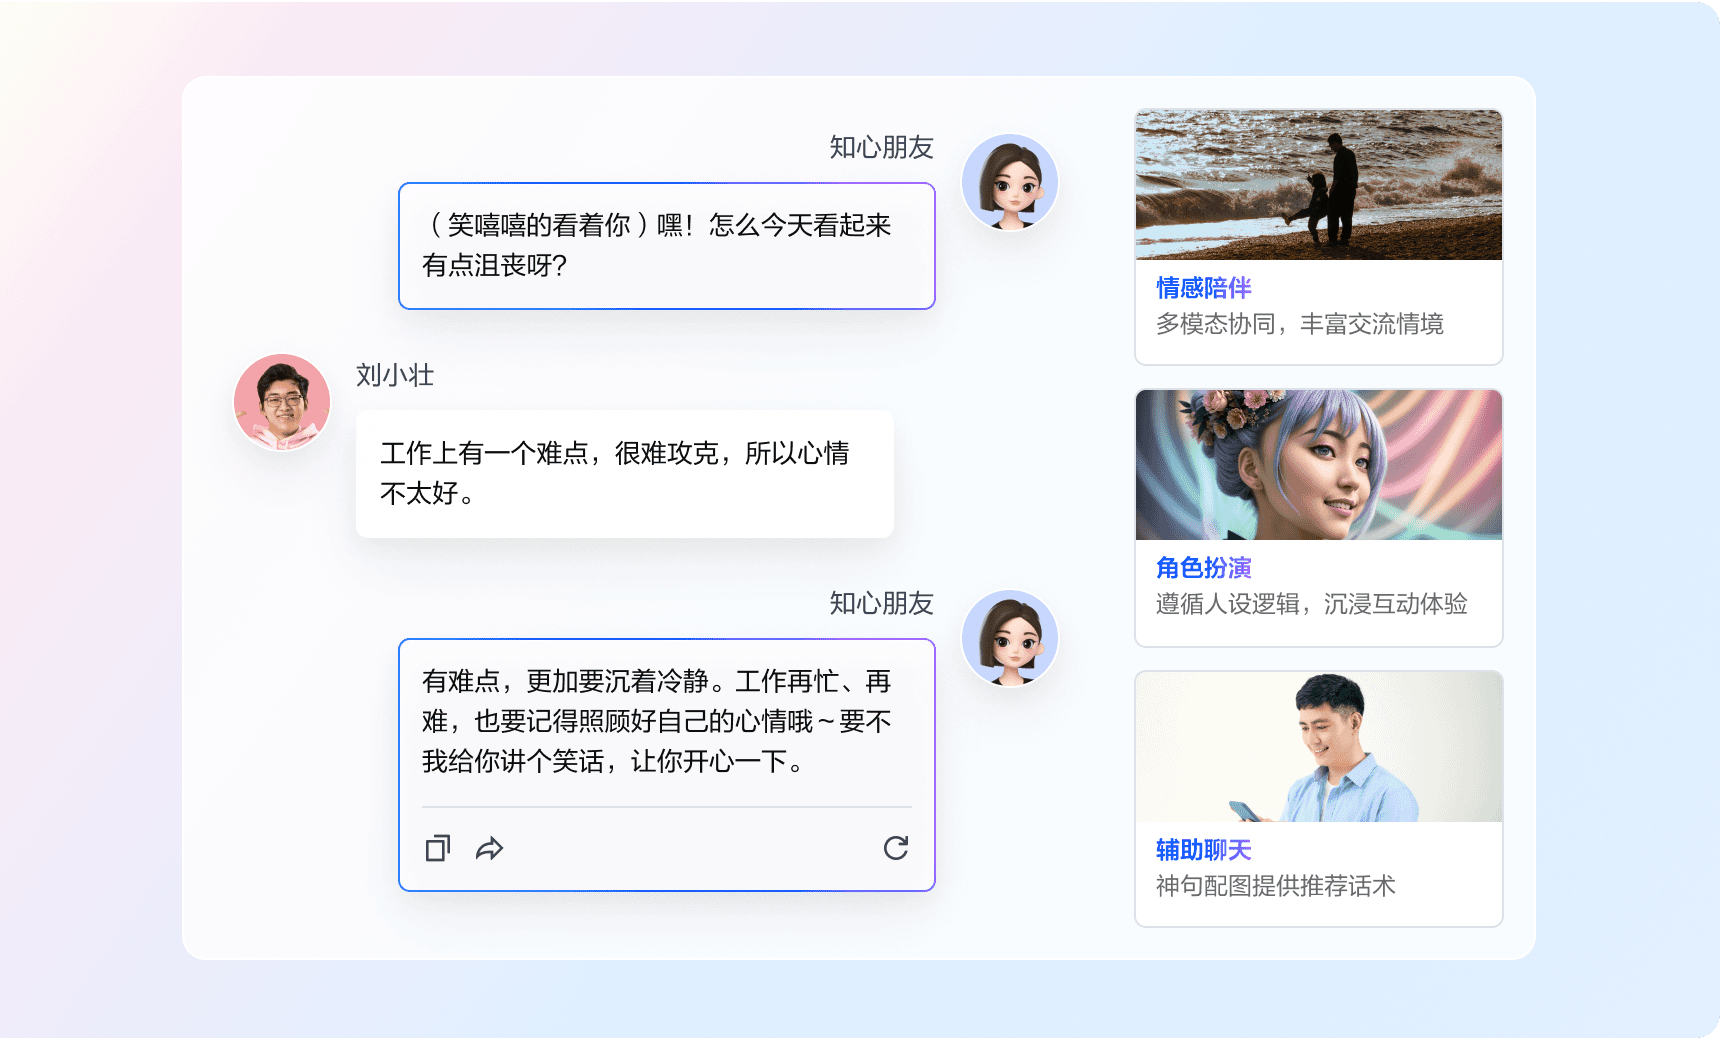 知心朋友
（笑嘻嘻的看着你）嘿！怎么今天看起来
有点沮丧呀？
刘小壮
工作上有一个难点，很难攻克，所以心情
不太好。
知心朋友
有难点，更加要沉着冷静。工作再忙、再
难，也要记得照顾好自己的心情哦～要不
我给你讲个笑话，让你开心一下。
情感陪伴
多模态协同，丰富交流情境
角色扮演
遵循人设逻辑，沉浸互动体验
辅助聊天
神句配图提供推荐话术